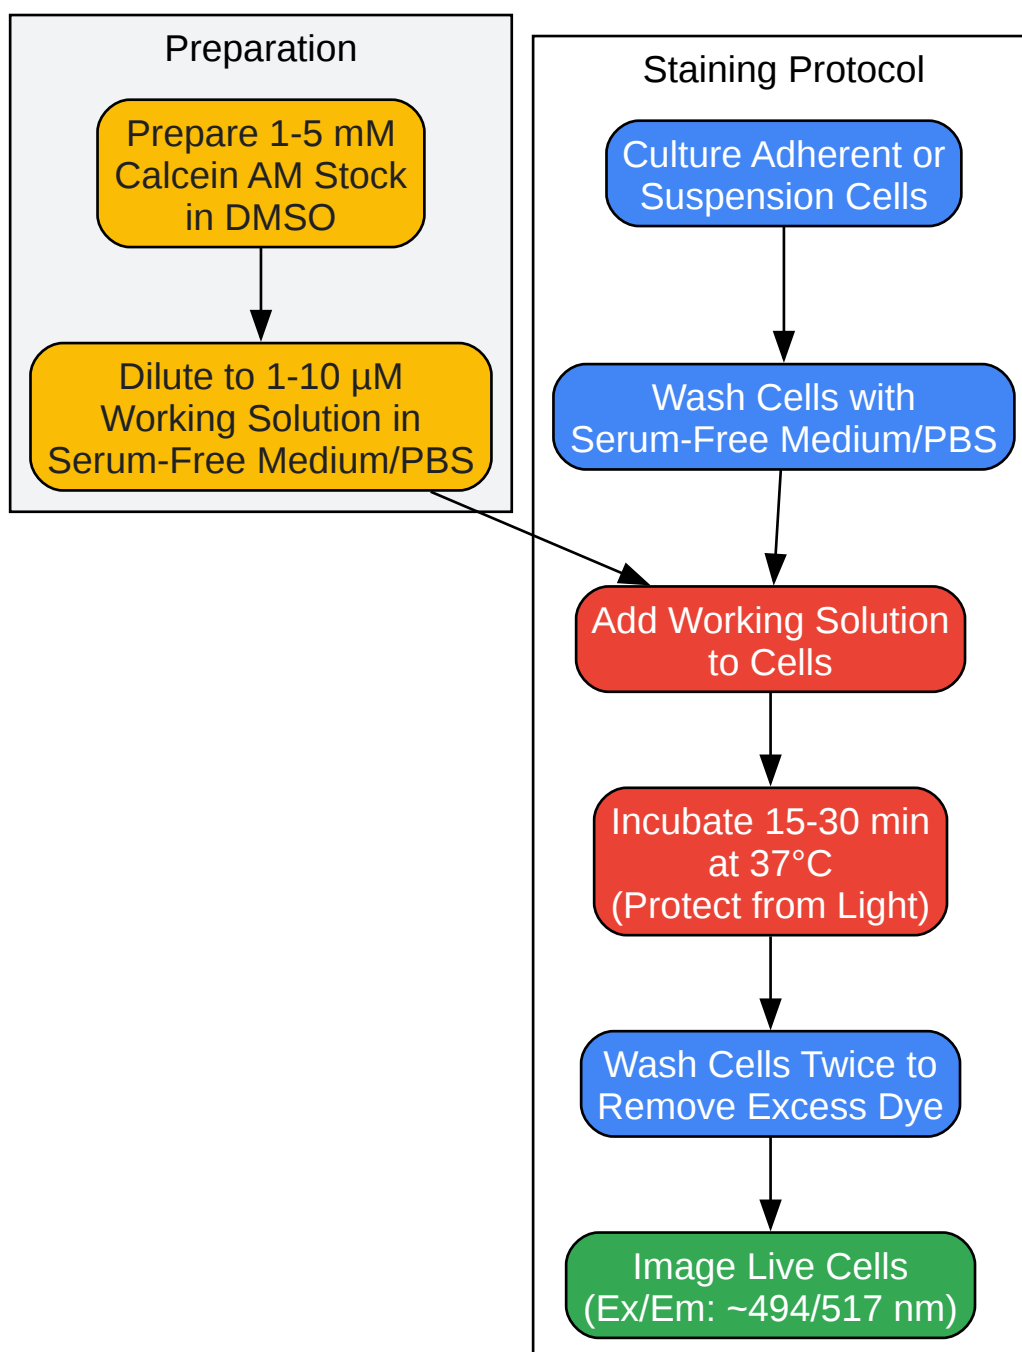 Preparation
Prepare 1-5 mM
Calcein AM Stock
in DMSO
Dilute to 1-10 µM
Working Solution in
Serum-Free Medium/PBS
Staining Protocol
Culture Adherent or
Suspension Cells
Wash Cells with
Serum-Free Medium/PBS
Add Working Solution
to Cells
Incubate 15-30 min
at 37°C
(Protect from Light)
Wash Cells Twice to
Remove Excess Dye
Image Live Cells
(Ex/Em: ~494/517 nm)